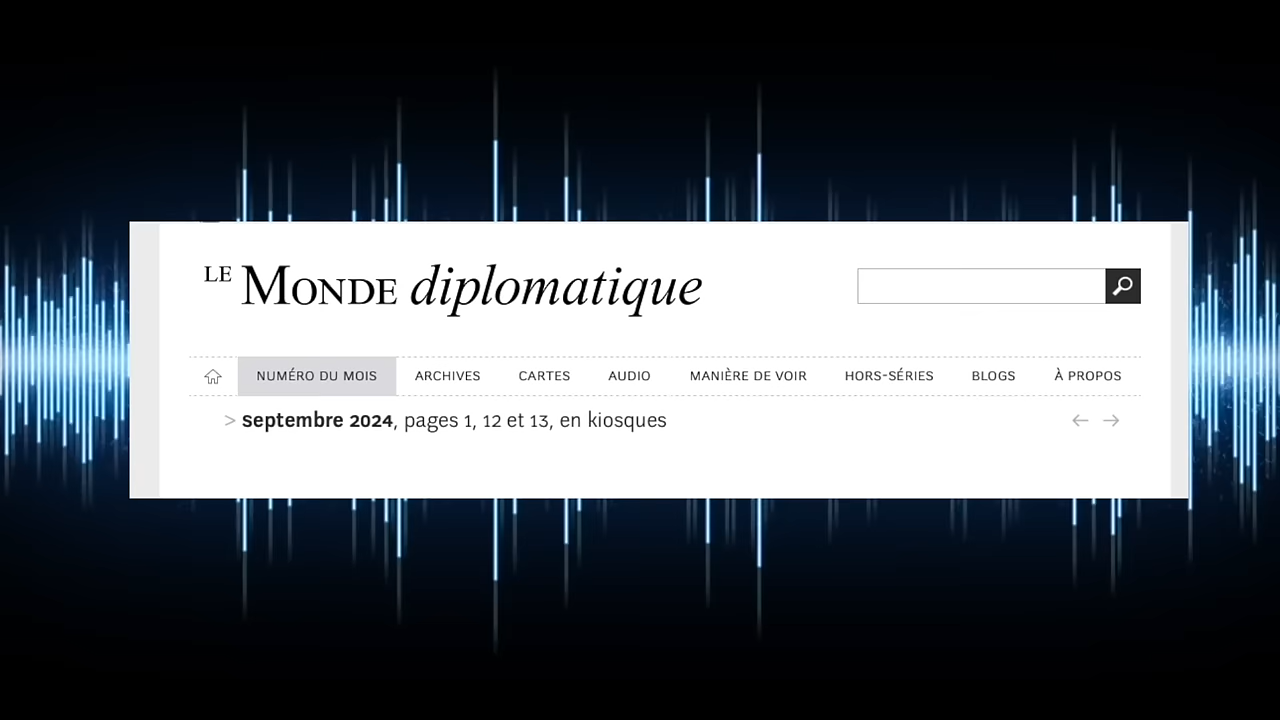 LE MONDE diplomatique
NUMÉRO DU MOIS ARCHIVES CARTES AUDIO MANIÈRE DE VOIR HORS-SÉRIES BLOGS À PROPOS
> Septembre 2024, pages 1, 12 et 13, en kiosques